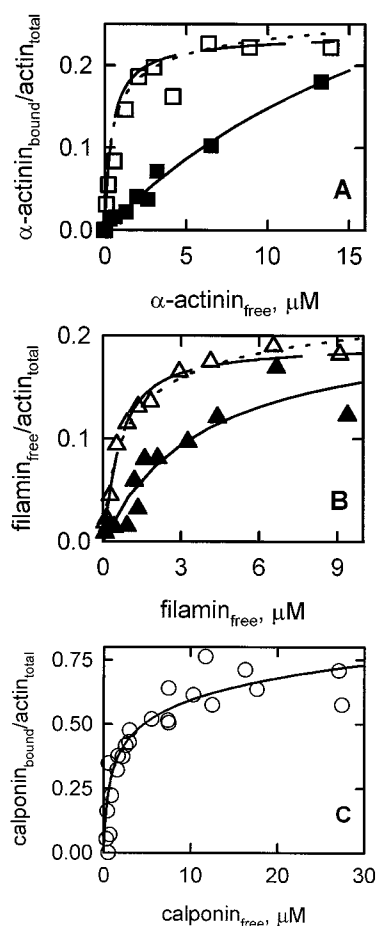 α-actinin_bound/actin_total
0.2
0.1
0.0
A
0
5
10
15
α-actinin_free, μM
filamin_free/actin_total
0.2
0.1
0.0
B
0
3
6
9
filamin_free, μM
calponin_bound/actin_total
0.75
0.50
0.25
0.00
C
0
10
20
30
calponin_free, μM